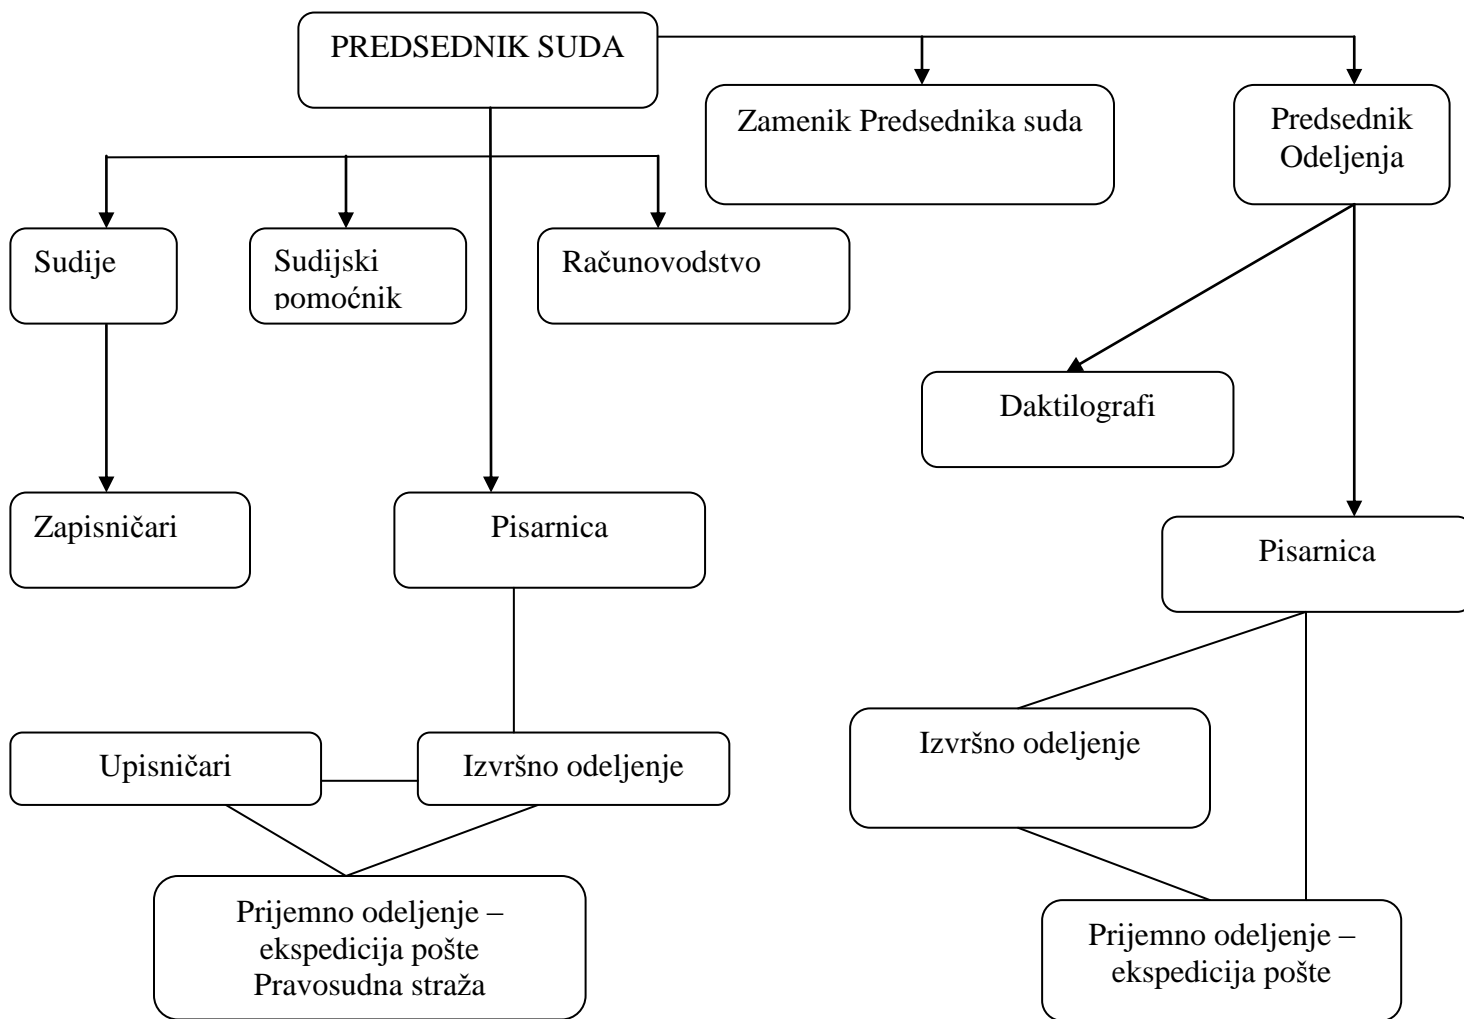 PREDSEDNIK SUDA
Zamenik Predsednika suda
Predsednik
Odeljenja
Sudije
Sudijski
pomoćnik
Računovodstvo
Daktilografi
Zapisničari
Pisarnica
Pisarnica
Upisničari
Izvršno odeljenje
Izvršno odeljenje
Prijemno odeljenje –
ekspedicija pošte
Pravosudna straža
Prijemno odeljenje –
ekspedicija pošte